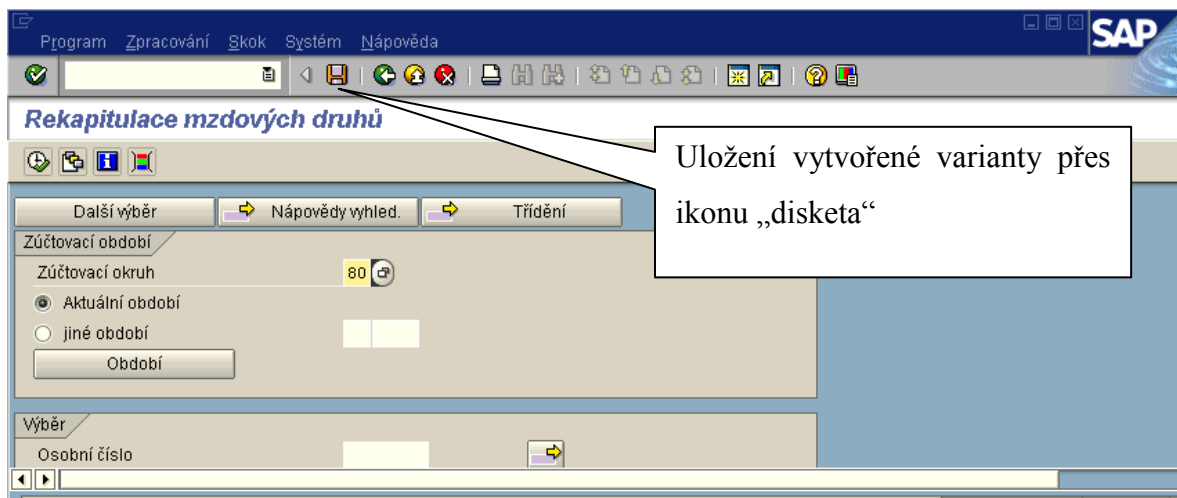 Program Zpracování Skok Systém Nápověda
SAP
Rekapitulace mzdových druhů
Uložení vytvořené varianty přes
ikonu „disketa“
Další výběr Nápovědy vyhled. Třídění
Zúčtovací období
Zúčtovací okruh 80
Aktuální období
jiné období
Období
Výběr
Osobní číslo